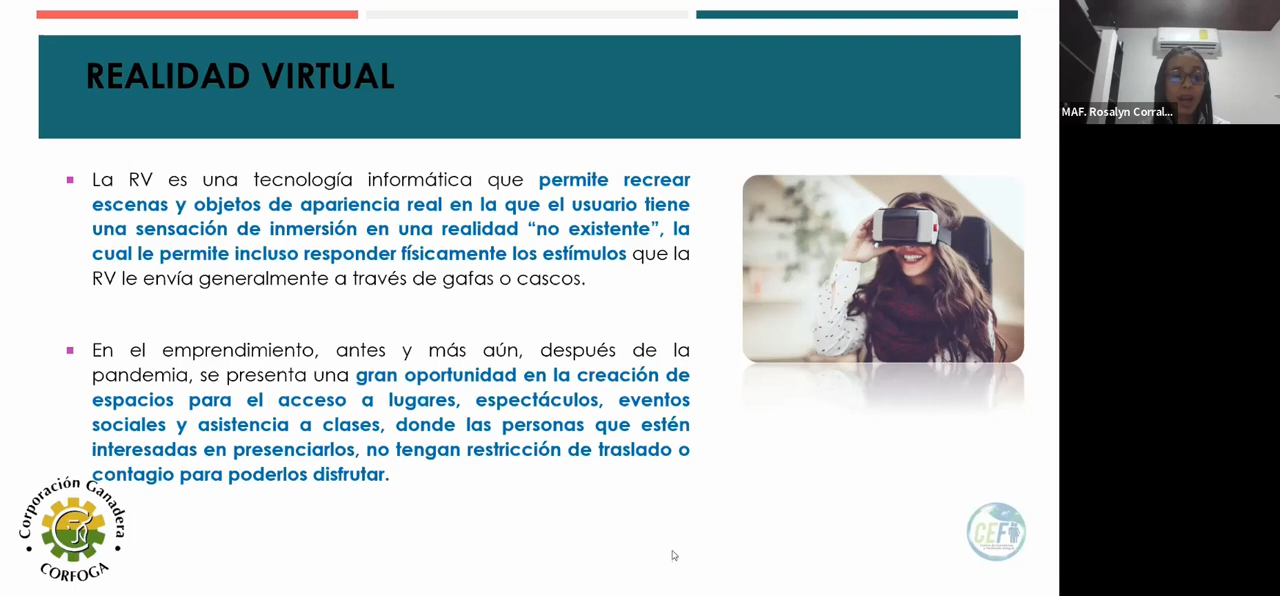 REALIDAD VIRTUAL
MAF. Rosalyn Corral...
La RV es una tecnología informática que permite recrear
escenas y objetos de apariencia real en la que el usuario tiene
una sensación de inmersión en una realidad “no existente”, la
cual le permite incluso responder físicamente los estímulos que la
RV le envía generalmente a través de gafas o cascos.
En el emprendimiento, antes y más aún, después de la
pandemia, se presenta una gran oportunidad en la creación de
espacios para el acceso a lugares, espectáculos, eventos
sociales y asistencia a clases, donde las personas que estén
interesadas en presenciarlos, no tengan restricción de traslado o
contagio para poderlos disfrutar.
Corporación Ganadera
CORFOGA
CEFI